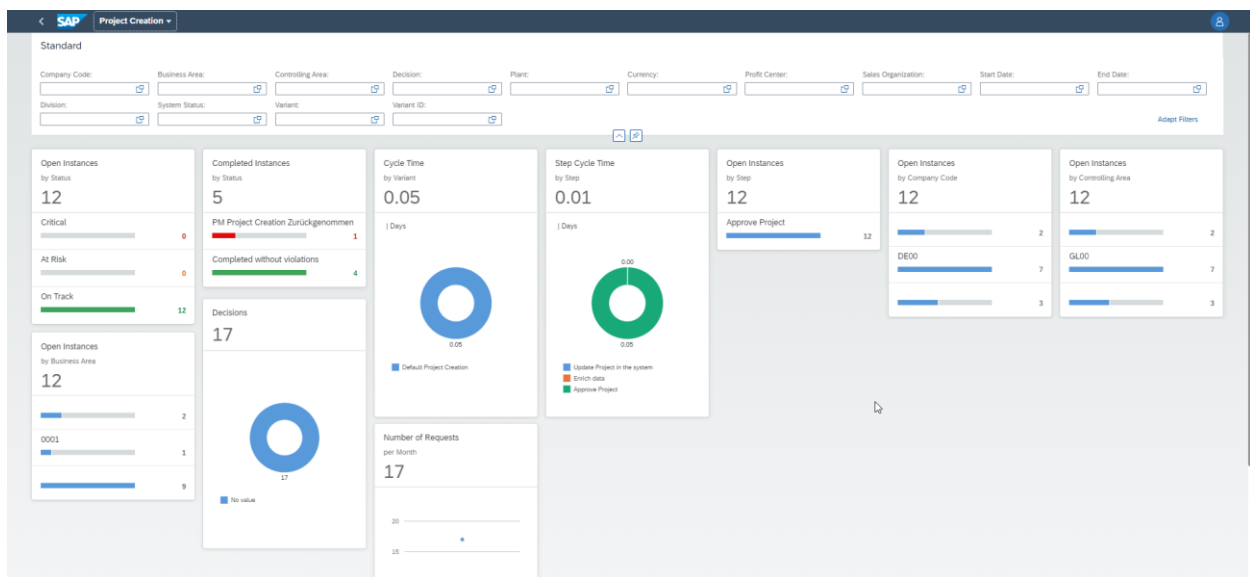 SAP Project Creation
Standard
Company Code: Business Area: Controlling Area: Decision: Plant: Currency: Profit Center: Sales Organization: Start Date: End Date:
Division: System Status: Variant: Variant ID:
Adapt Filters
Open Instances
by Status
12
Critical
0
At Risk
0
On Track
12
Open Instances
by Business Area
12
2
0001
1
9
Completed Instances
by Status
5
PM Project Creation Zurückgenommen
1
Completed without violations
4
Decisions
17
17
No value
Cycle Time
by Variant
0.05
| Days
0.05
Default Project Creation
Number of Requests
per Month
17
20
15
Step Cycle Time
by Step
0.01
| Days
0.00
0.05
Update Project in the system
Enrich data
Approve Project
Open Instances
by Step
12
Approve Project
12
Open Instances
by Company Code
12
2
DE00
7
3
Open Instances
by Controlling Area
12
2
GL00
7
3